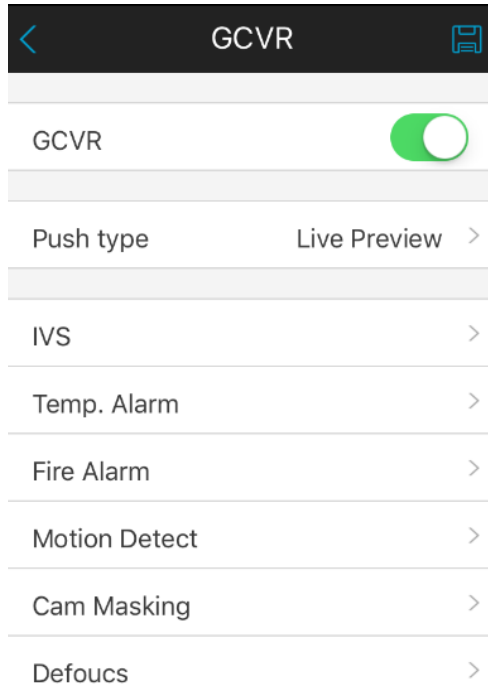 GCVR
GCVR
Push type Live Preview
IVS
Temp. Alarm
Fire Alarm
Motion Detect
Cam Masking
Defoucs